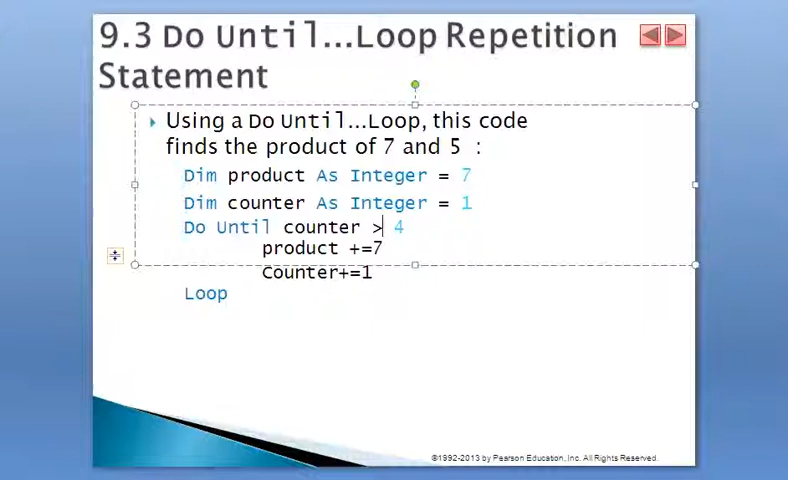 9.3 Do Until...Loop Repetition
Statement
Using a Do Until...Loop, this code
finds the product of 7 and 5 :
Dim product As Integer = 7
Dim counter As Integer = 1
Do Until counter > 4
product +=7
Counter+=1
Loop
©1992-2013 by Pearson Education, Inc. All Rights Reserved.